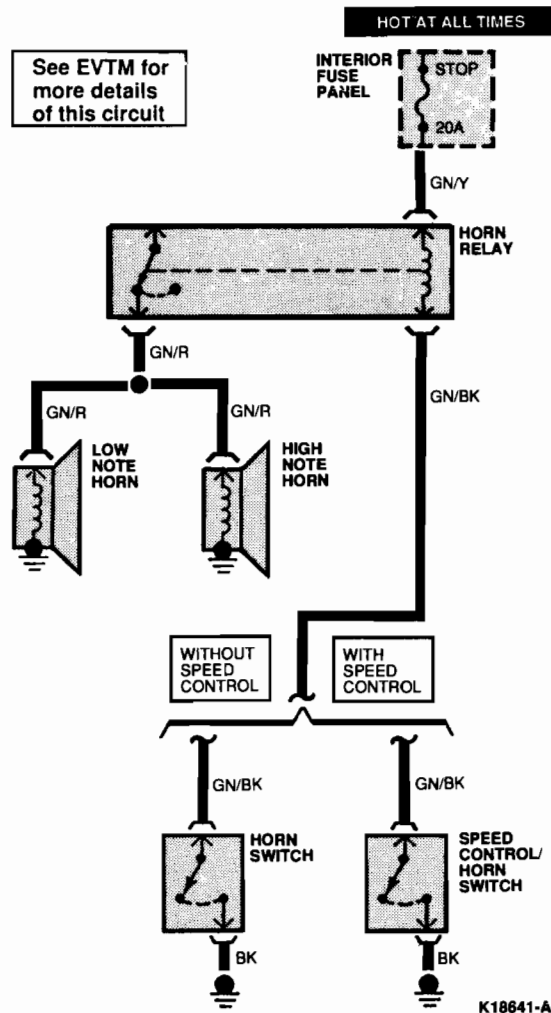 HOT AT ALL TIMES
See EVTM for
more details
of this circuit
INTERIOR
FUSE
PANEL
STOP
20A
GN/Y
HORN
RELAY
GN/R
GN/BK
GN/R
GN/R
LOW
NOTE
HORN
HIGH
NOTE
HORN
WITHOUT
SPEED
CONTROL
WITH
SPEED
CONTROL
GN/BK
GN/BK
HORN
SWITCH
SPEED
CONTROL/
HORN
SWITCH
BK
BK
K18641-A